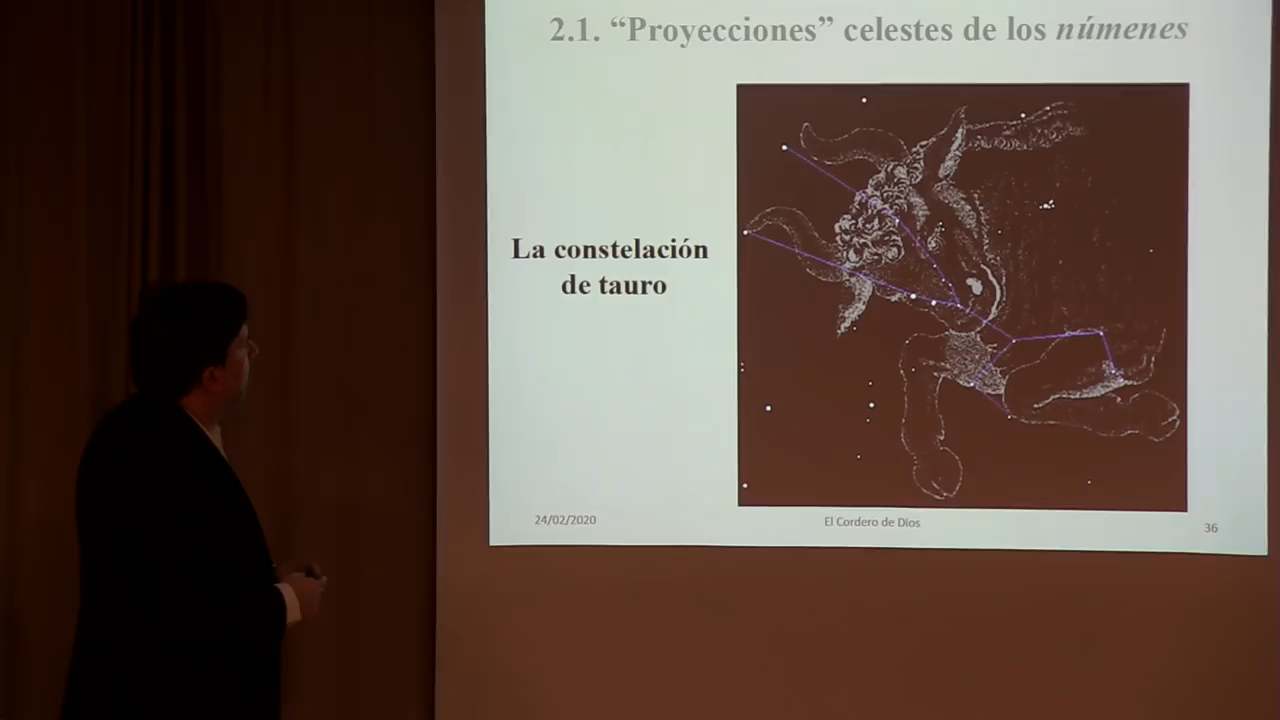 2.1. “Proyecciones” celestes de los númenes
La constelación
de tauro
24/02/2020
El Cordero de Dios
36